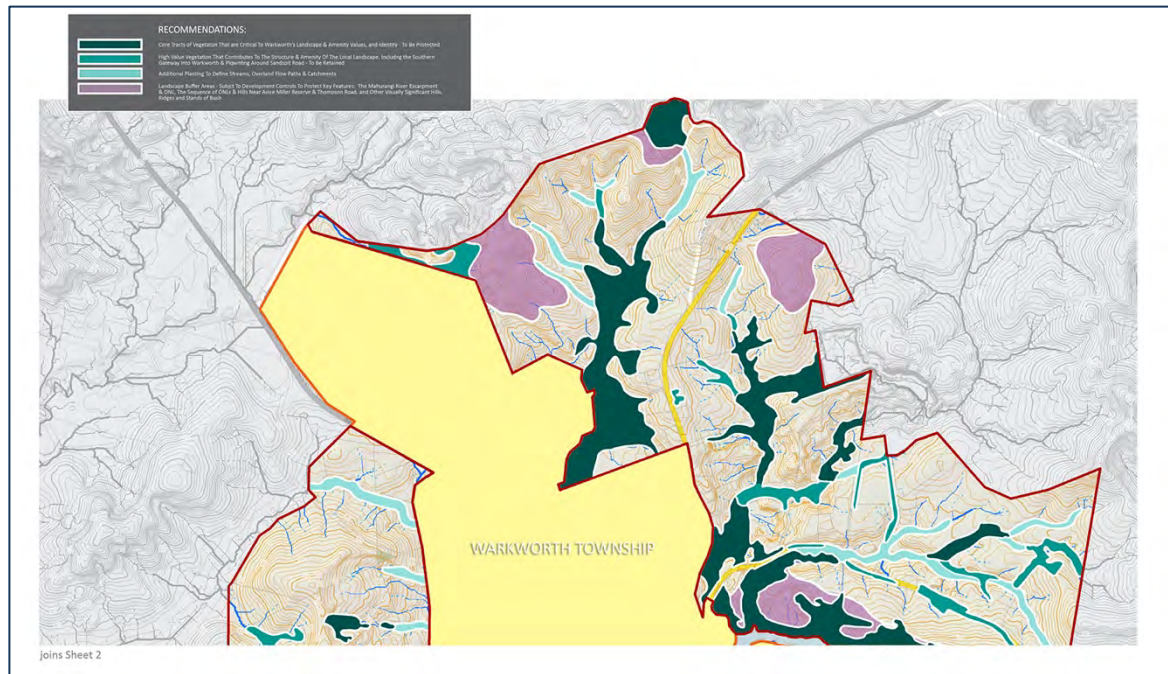 RECOMMENDATIONS:
Core Tracts of Vegetation That are Critical To Warkworth's Landscape & Amenity Values, and Identity - To Be Protected
High Value Vegetation That Contributes To The Structure & Amenity Of The Local Landscape, Including the Southern
Gateway Into Warkworth & Planting Around Sandspit Road - To Be Retained
Additional Planting To Define Streams, Overland Flow Paths & Catchments
Landscape Buffer Areas - Subject To Development Controls To Protect Key Features: The Mahurangi River Escarpment
& ONL, The Sequence of ONLs & Hills Near Avice Miller Reserve & Thompson Road, and Other Visually Significant Hills,
Ridges and Stands of Bush
WARKWORTH TOWNSHIP
joins Sheet 2